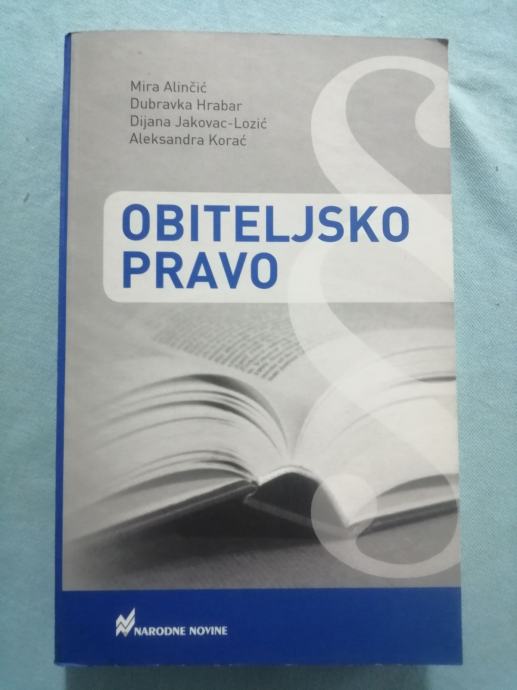 Mira Alinčić
Dubravka Hrabar
Dijana Jakovac-Lozić
Aleksandra Korać
§
OBITELJSKO
PRAVO
NARODNE NOVINE